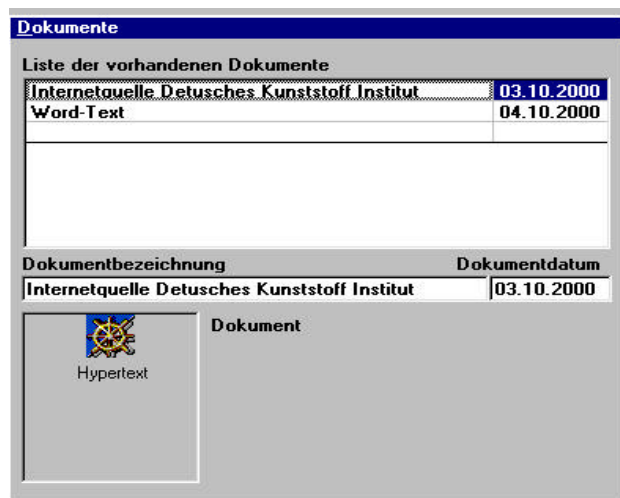 Dokumente
Liste der vorhandenen Dokumente
Internetquelle Detusches Kunststoff Institut 03.10.2000
Word-Text 04.10.2000
Dokumentbezeichnung Dokumentdatum
Internetquelle Detusches Kunststoff Institut 03.10.2000
Dokument
Hypertext